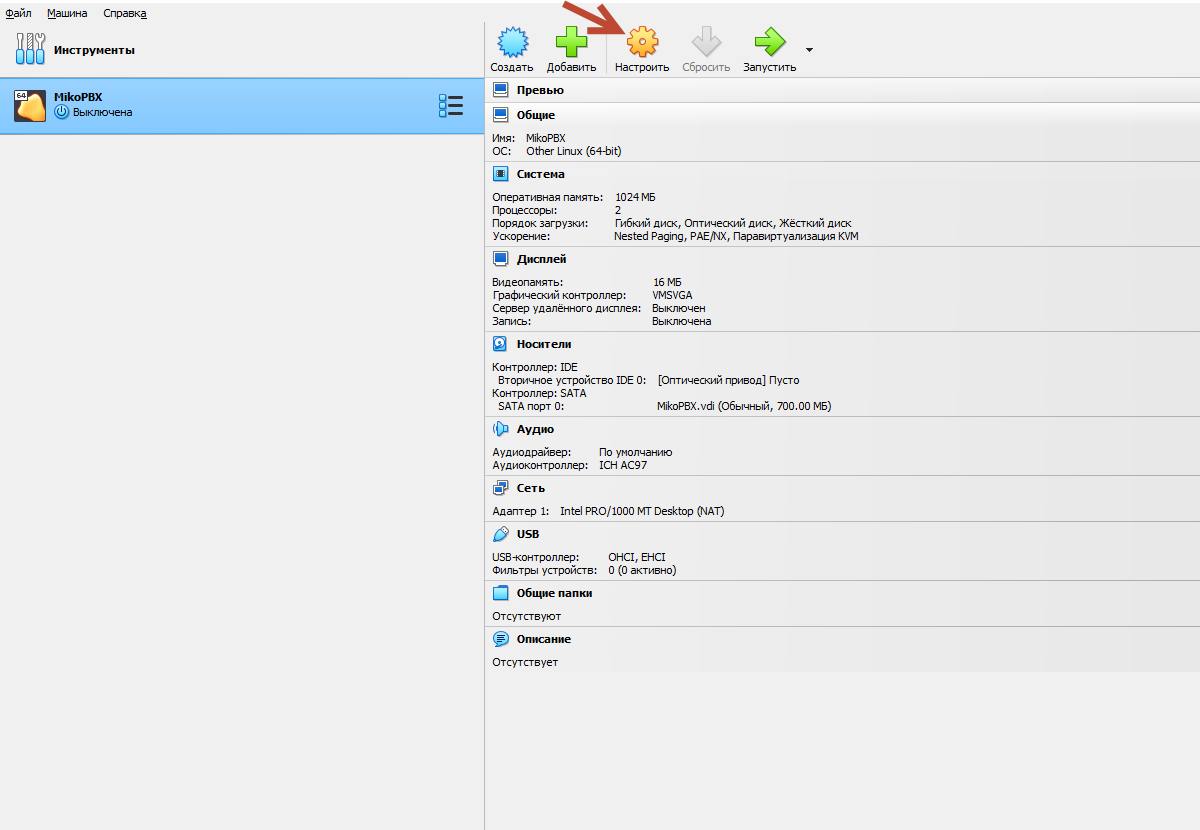 Файл Машина Справка
Инструменты
Создать Добавить Настроить Сбросить Запустить
64
MikoPBX
Выключена
Превью
Общие
Имя: MikoPBX
ОС: Other Linux (64-bit)
Система
Оперативная память: 1024 МБ
Процессоры: 2
Порядок загрузки: Гибкий диск, Оптический диск, Жёсткий диск
Ускорение: Nested Paging, PAE/NX, Паравиртуализация KVM
Дисплей
Видеопамять: 16 МБ
Графический контроллер: VMSVGA
Сервер удалённого дисплея: Выключен
Запись: Выключена
Носители
Контроллер: IDE
Вторичное устройство IDE 0: [Оптический привод] Пусто
Контроллер: SATA
SATA порт 0: MikoPBX.vdi (Обычный, 700.00 МБ)
Аудио
Аудиодрайвер: По умолчанию
Аудиоконтроллер: ICH AC97
Сеть
Адаптер 1: Intel PRO/1000 MT Desktop (NAT)
USB
USB-контроллер: OHCI, EHCI
Фильтры устройств: 0 (0 активно)
Общие папки
Отсутствуют
Описание
Отсутствует